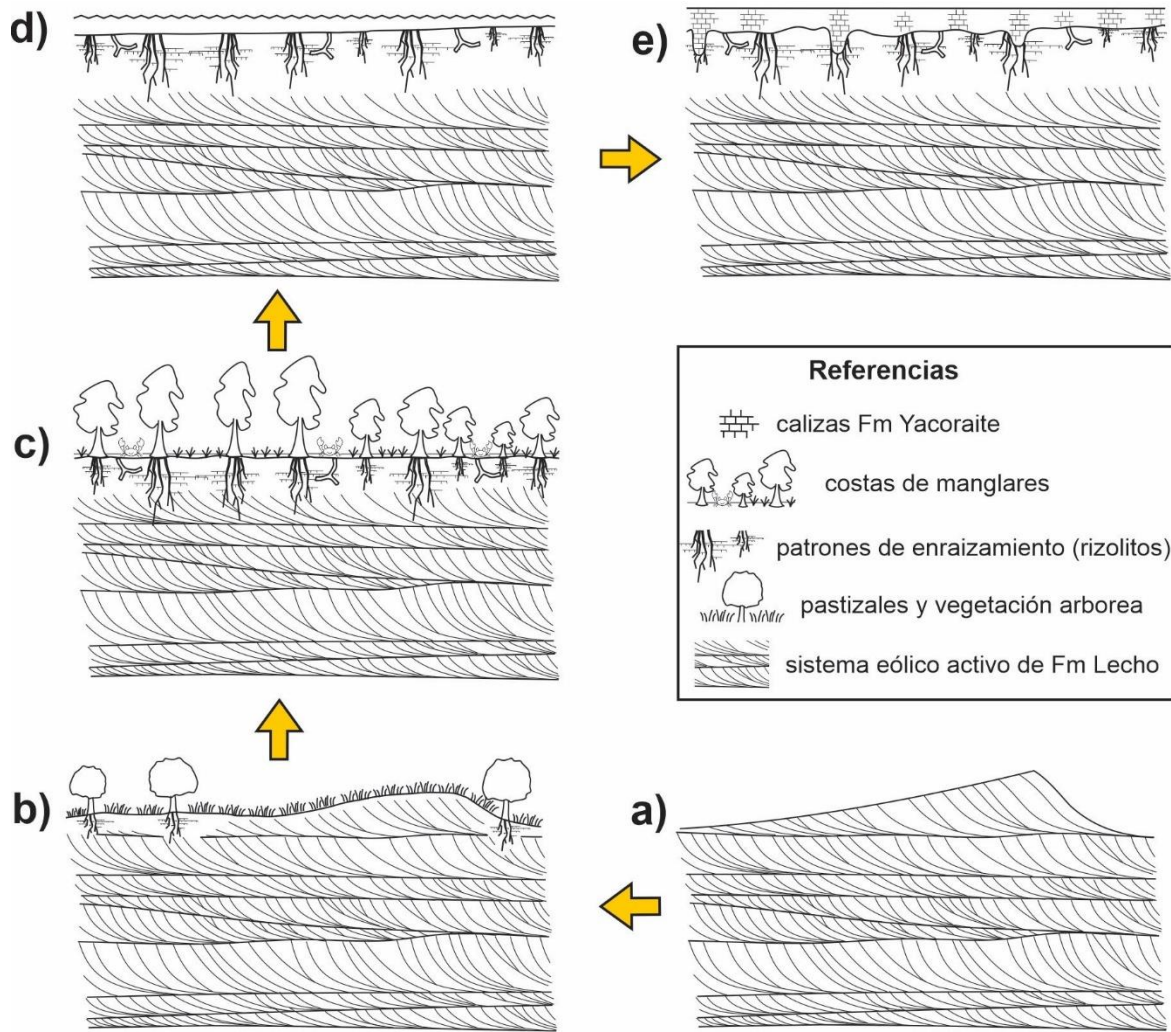 d)
e)
c)
Referencias
calizas Fm Yacoraite
costas de manglares
patrones de enraizamiento (rizolitos)
pastizales y vegetación arborea
sistema eólico activo de Fm Lecho
b)
a)